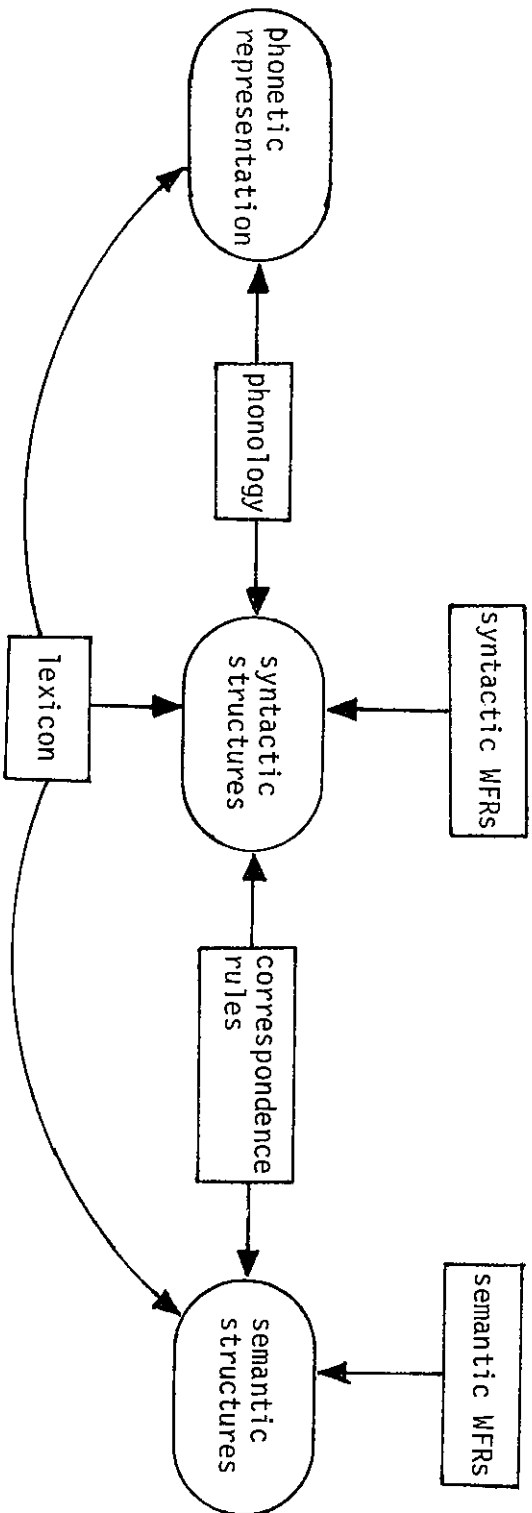 syntactic WFRs
semantic WFRs
phonetic
representation
phonology
syntactic
structures
correspondence
rules
semantic
structures
lexicon